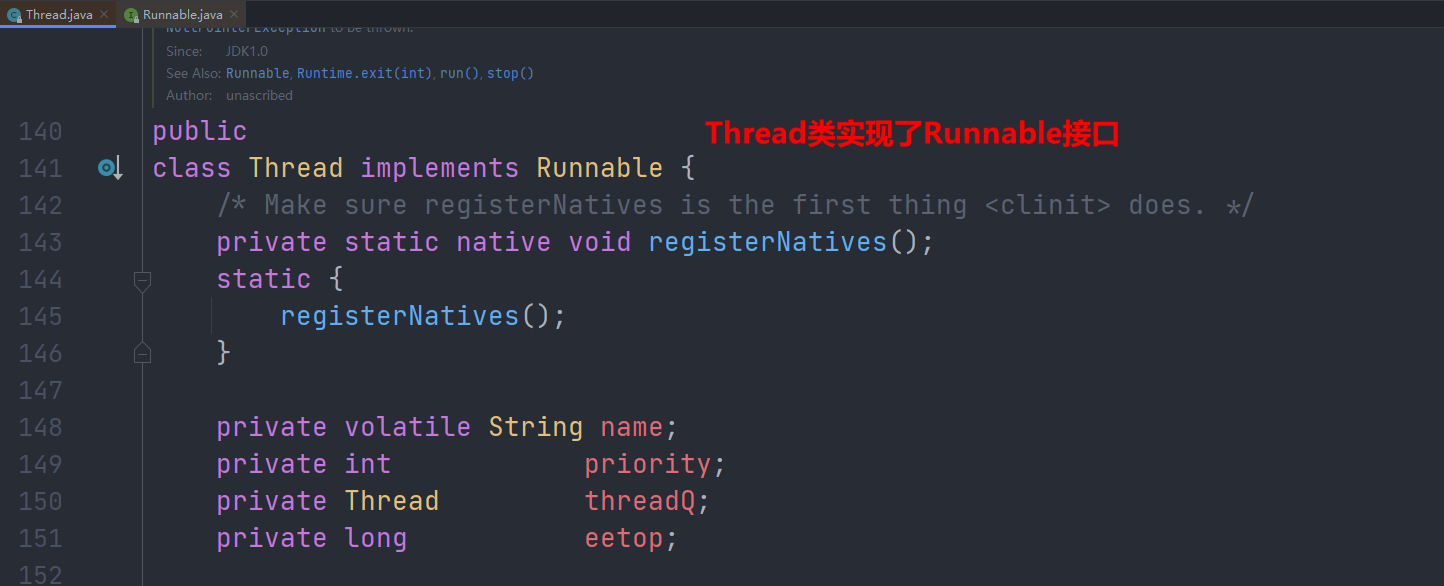 Thread.java × Runnable.java ×
NullPointerException to be thrown.
Since: JDK1.0
See Also: Runnable, Runtime.exit(int), run(), stop()
Author: unascribed
140 public
Thread类实现了Runnable接口
141 class Thread implements Runnable {
142 /* Make sure registerNatives is the first thing <clinit> does. */
143 private static native void registerNatives();
144 static {
145 registerNatives();
146 }
147
148 private volatile String name;
149 private int priority;
150 private Thread threadQ;
151 private long eetop;
152